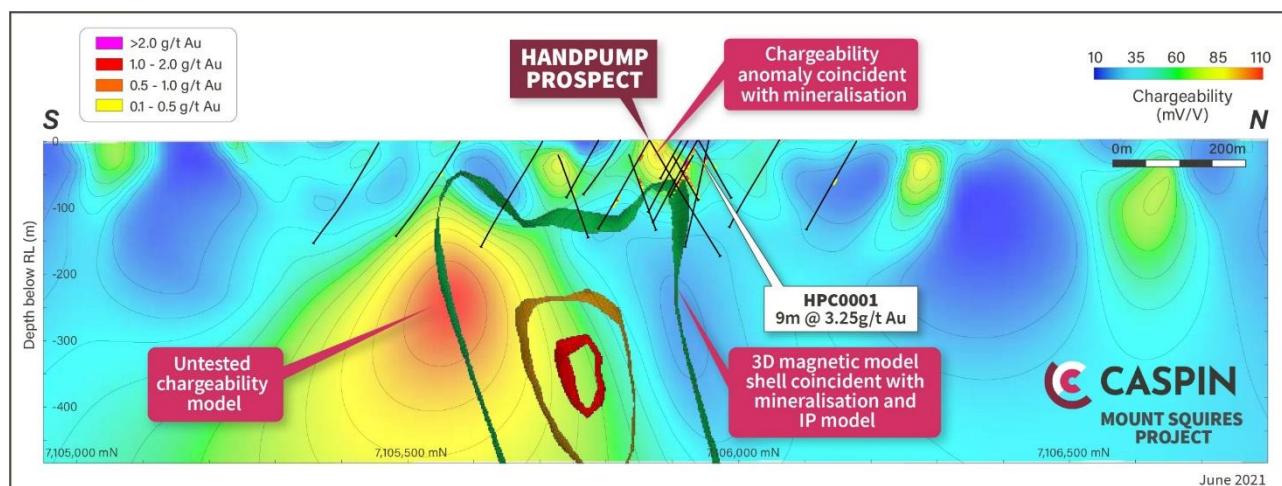 >2.0 g/t Au
1.0 - 2.0 g/t Au
0.5 - 1.0 g/t Au
0.1 - 0.5 g/t Au
HANDPUMP
PROSPECT
Chargeability
anomaly coincident
with mineralisation
10 35 60 85 110
Chargeability
(mV/V)
S
N
0m 200m
0
-100
-200
-300
-400
Depth below RL (m)
HPC0001
9m @ 3.25g/t Au
Untested
chargeability
model
3D magnetic model
shell coincident with
mineralisation and
IP model
CASPIN
MOUNT SQUIRES
PROJECT
7,105,000 mN
7,105,500 mN
7,106,000 mN
7,106,500 mN
June 2021